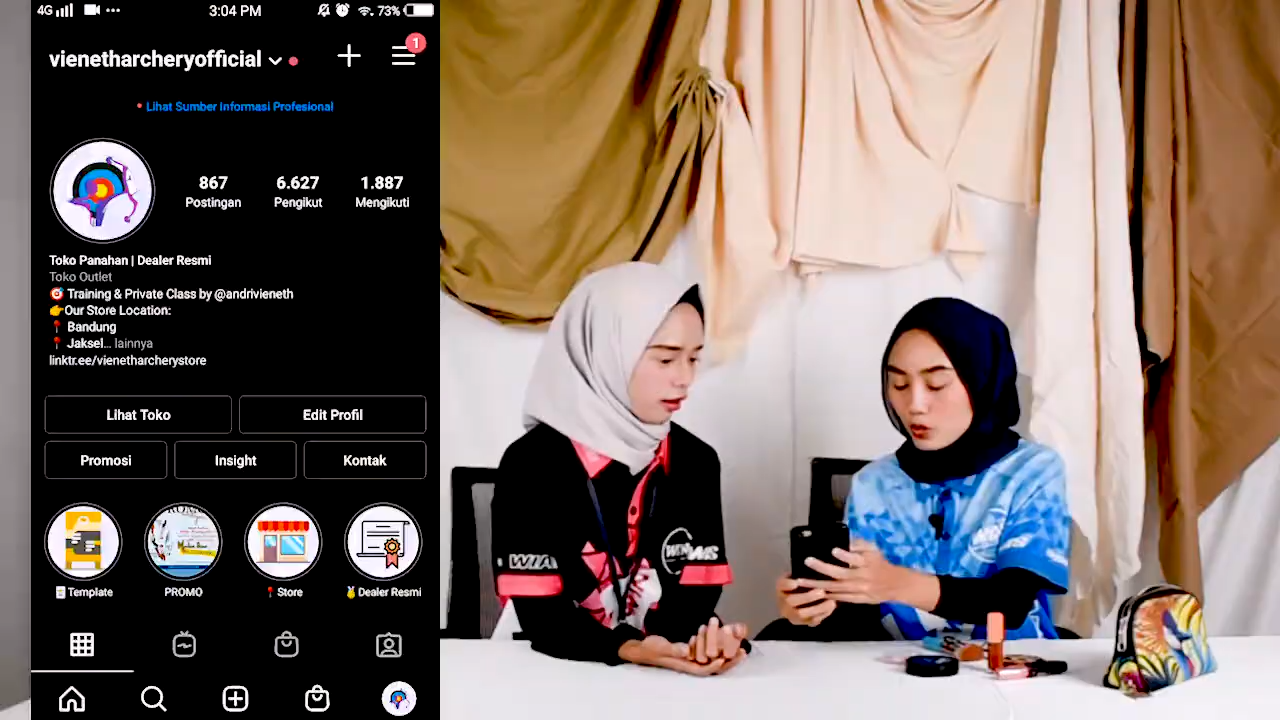 4G 3:04 PM 73%
vienetharcheryofficial 1
Lihat Sumber Informasi Profesional
867 6.627 1.887
Postingan Pengikut Mengikuti
Toko Panahan | Dealer Resmi
Toko Outlet
🎯 Training & Private Class by @andrivieneth
👉Our Store Location:
📍 Bandung
📍 Jaksel... lainnya
linktr.ee/vienetharcherystore
Lihat Toko Edit Profil
Promosi Insight Kontak
Template PROMO 📍Store 🏅Dealer Resmi